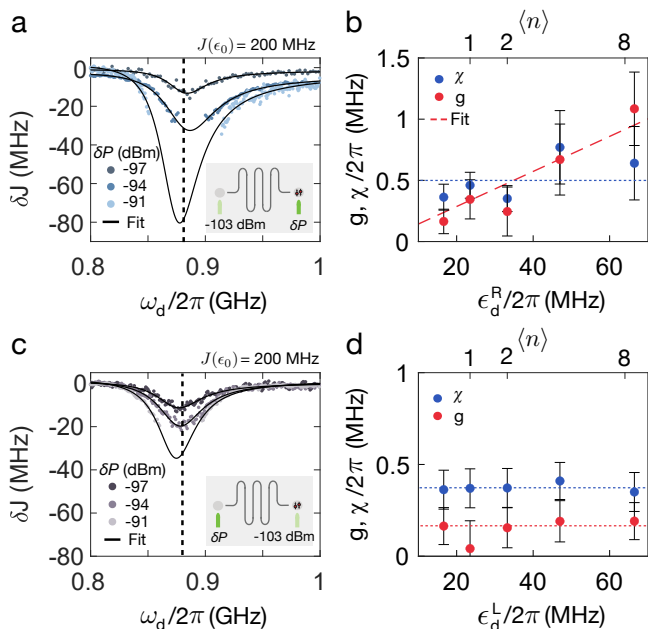 a
J(ϵ₀) = 200 MHz
0
-20
-40
-60
-80
δJ (MHz)
δP (dBm)
-97
-94
-91
Fit
-103 dBm
δP
0.8
0.9
1
ω_d/2π (GHz)
b
⟨n⟩
1
2
8
1.5
1
0.5
0
g, χ/2π (MHz)
χ
g
Fit
20
40
60
ϵ_d^R/2π (MHz)
c
J(ϵ₀) = 200 MHz
0
-20
-40
-60
-80
δJ (MHz)
δP (dBm)
-97
-94
-91
Fit
δP
-103 dBm
0.8
0.9
1
ω_d/2π (GHz)
d
⟨n⟩
1
2
8
1
0.5
0
g, χ/2π (MHz)
χ
g
20
40
60
ϵ_d^L/2π (MHz)